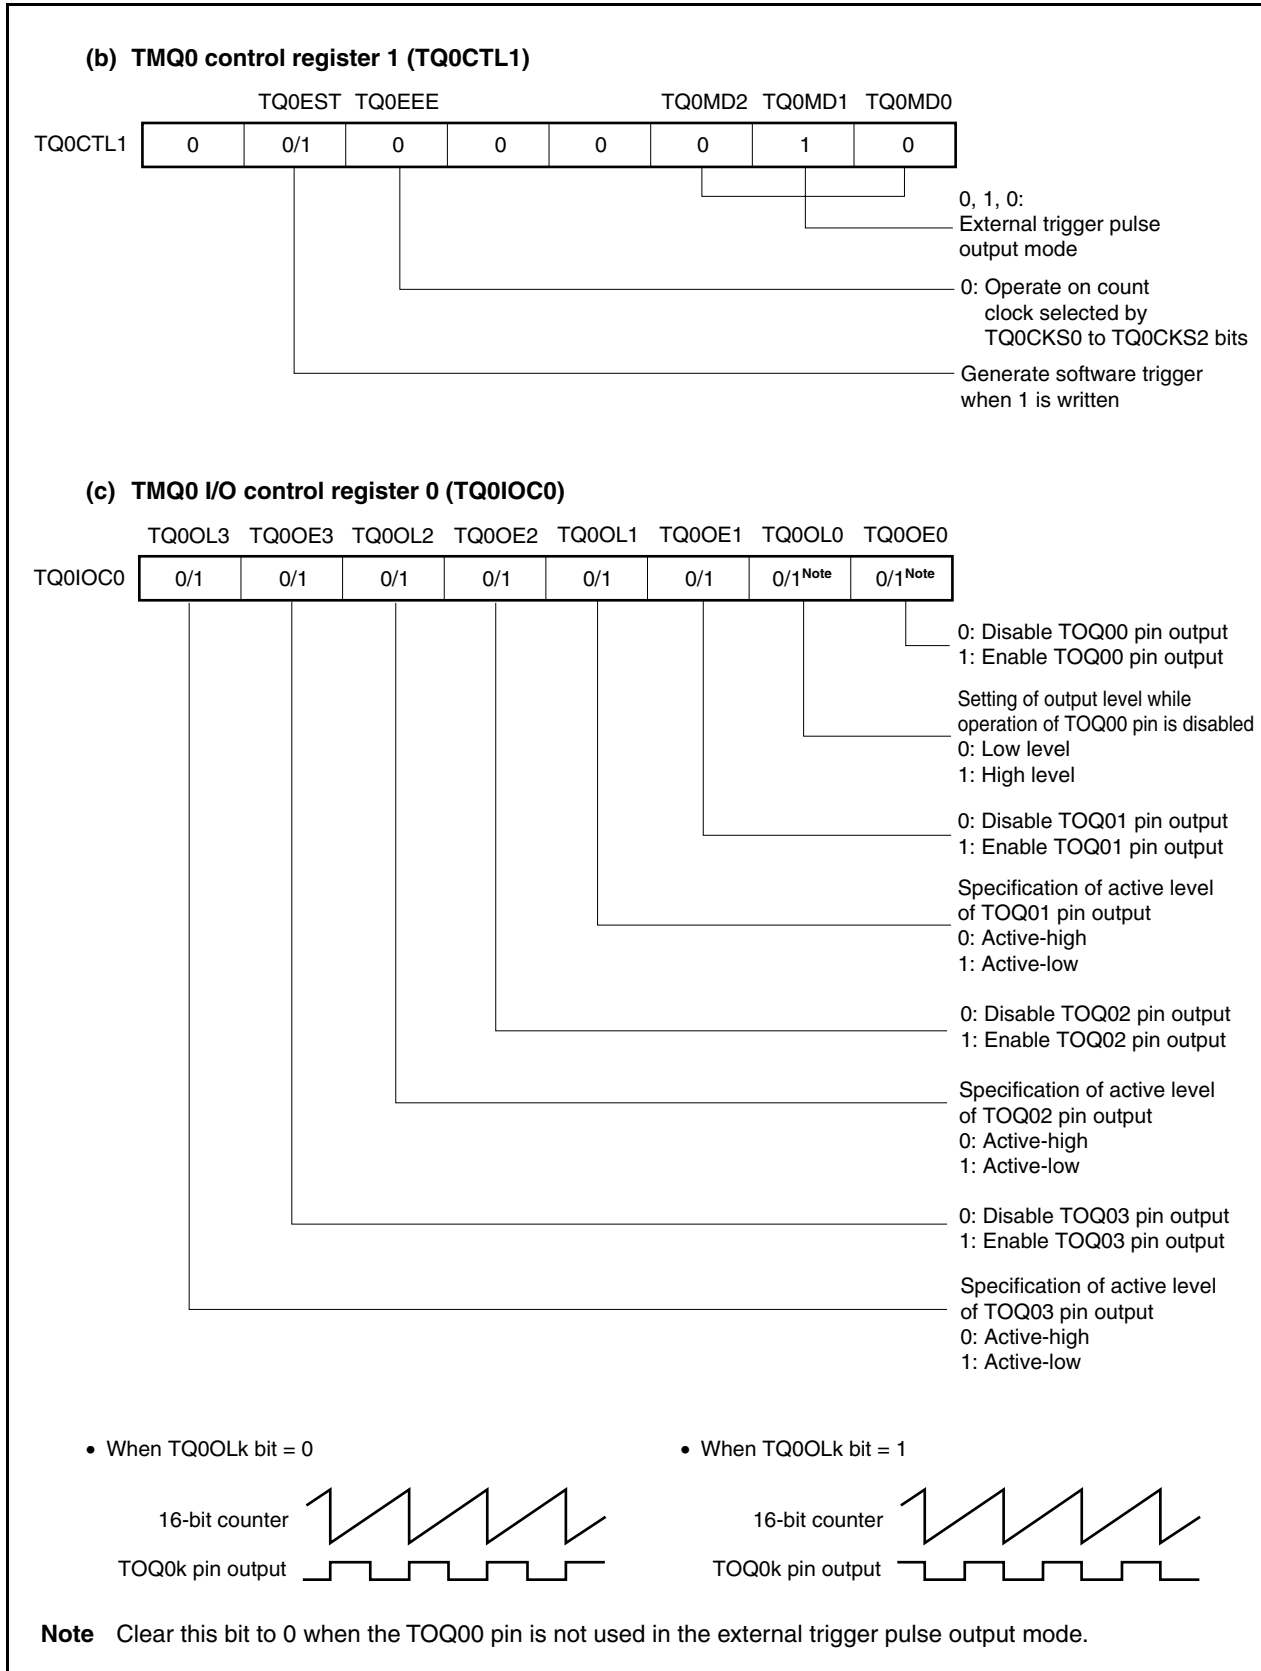 (b) TMQ0 control register 1 (TQ0CTL1)
TQ0EST TQ0EEE TQ0MD2 TQ0MD1 TQ0MD0
TQ0CTL1 0 0/1 0 0 0 0 1 0
0, 1, 0:
External trigger pulse
output mode
0: Operate on count
clock selected by
TQ0CKS0 to TQ0CKS2 bits
Generate software trigger
when 1 is written
(c) TMQ0 I/O control register 0 (TQ0IOC0)
TQ0OL3 TQ0OE3 TQ0OL2 TQ0OE2 TQ0OL1 TQ0OE1 TQ0OL0 TQ0OE0
TQ0IOC0 0/1 0/1 0/1 0/1 0/1 0/1 0/1Note 0/1Note
0: Disable TOQ00 pin output
1: Enable TOQ00 pin output
Setting of output level while
operation of TOQ00 pin is disabled
0: Low level
1: High level
0: Disable TOQ01 pin output
1: Enable TOQ01 pin output
Specification of active level
of TOQ01 pin output
0: Active-high
1: Active-low
0: Disable TOQ02 pin output
1: Enable TOQ02 pin output
Specification of active level
of TOQ02 pin output
0: Active-high
1: Active-low
0: Disable TOQ03 pin output
1: Enable TOQ03 pin output
Specification of active level
of TOQ03 pin output
0: Active-high
1: Active-low
• When TQ0OLk bit = 0
16-bit counter
TOQ0k pin output
• When TQ0OLk bit = 1
16-bit counter
TOQ0k pin output
Note Clear this bit to 0 when the TOQ00 pin is not used in the external trigger pulse output mode.